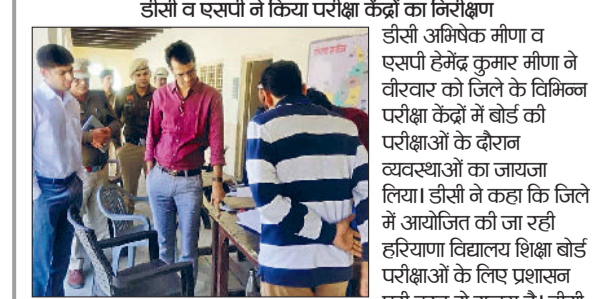 डीसी व एसपी ने किया परीक्षा केंद्रों का निरीक्षण
डीसी अभिषेक मीणा व
एसपी हेमेंद्र कुमार मीणा ने
वीरवार को जिले के विभिन्न
परीक्षा केंद्रों में बोर्ड की
परीक्षाओं के दौरान
व्यवस्थाओं का जायजा
लिया। डीसी ने कहा कि जिले
में आयोजित की जा रही
हरियाणा विद्यालय शिक्षा बोर्ड
परीक्षाओं के लिए प्रशासन